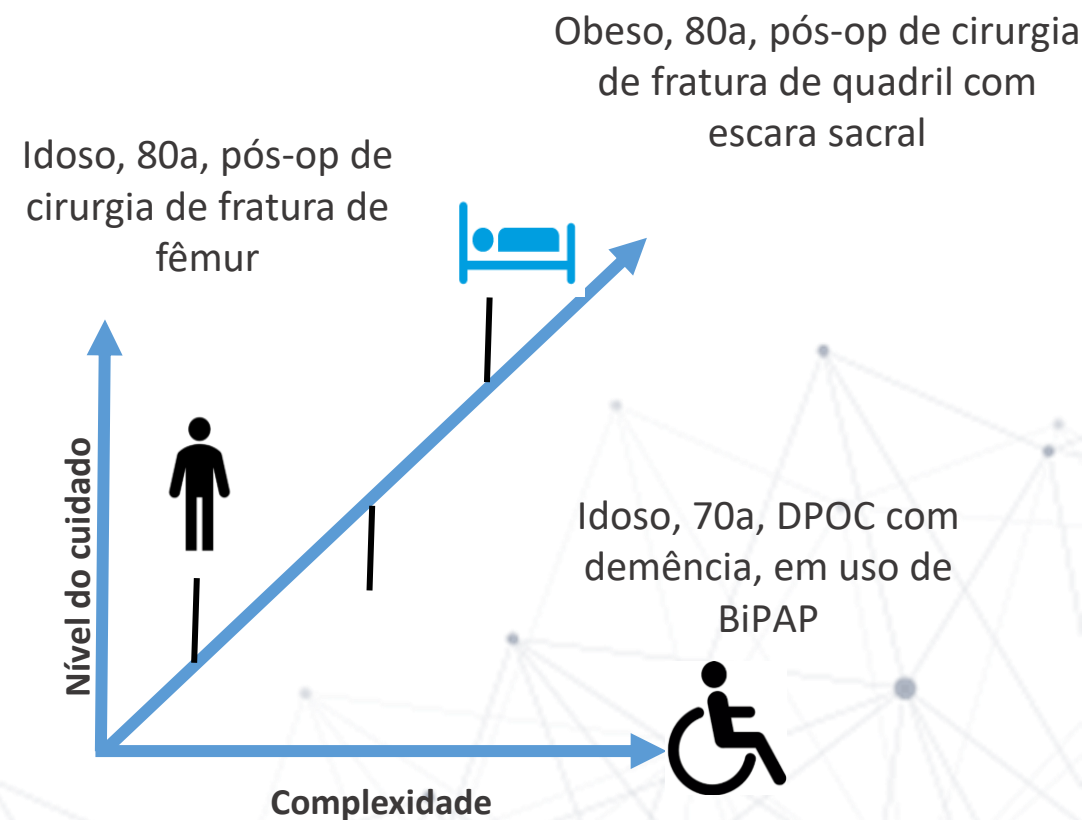 Obeso, 80a, pós-op de cirurgia
de fratura de quadril com
escara sacral
Idoso, 80a, pós-op de
cirurgia de fratura de
fêmur
Nível do cuidado
Idoso, 70a, DPOC com
demência, em uso de
BiPAP
Complexidade